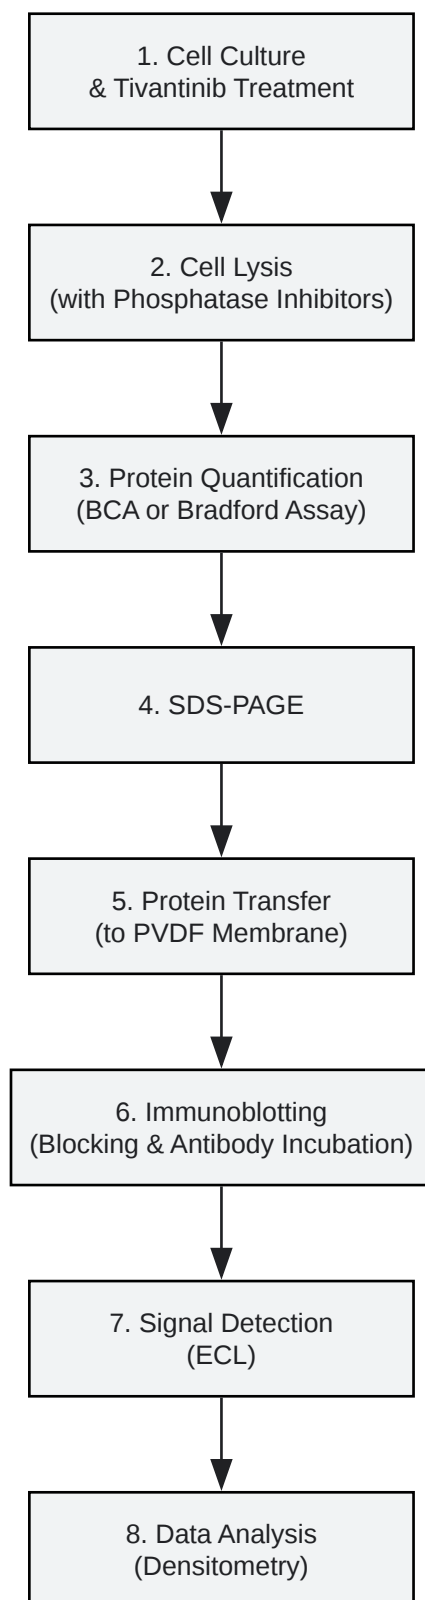 1. Cell Culture
& Tivantinib Treatment
2. Cell Lysis
(with Phosphatase Inhibitors)
3. Protein Quantification
(BCA or Bradford Assay)
4. SDS-PAGE
5. Protein Transfer
(to PVDF Membrane)
6. Immunoblotting
(Blocking & Antibody Incubation)
7. Signal Detection
(ECL)
8. Data Analysis
(Densitometry)